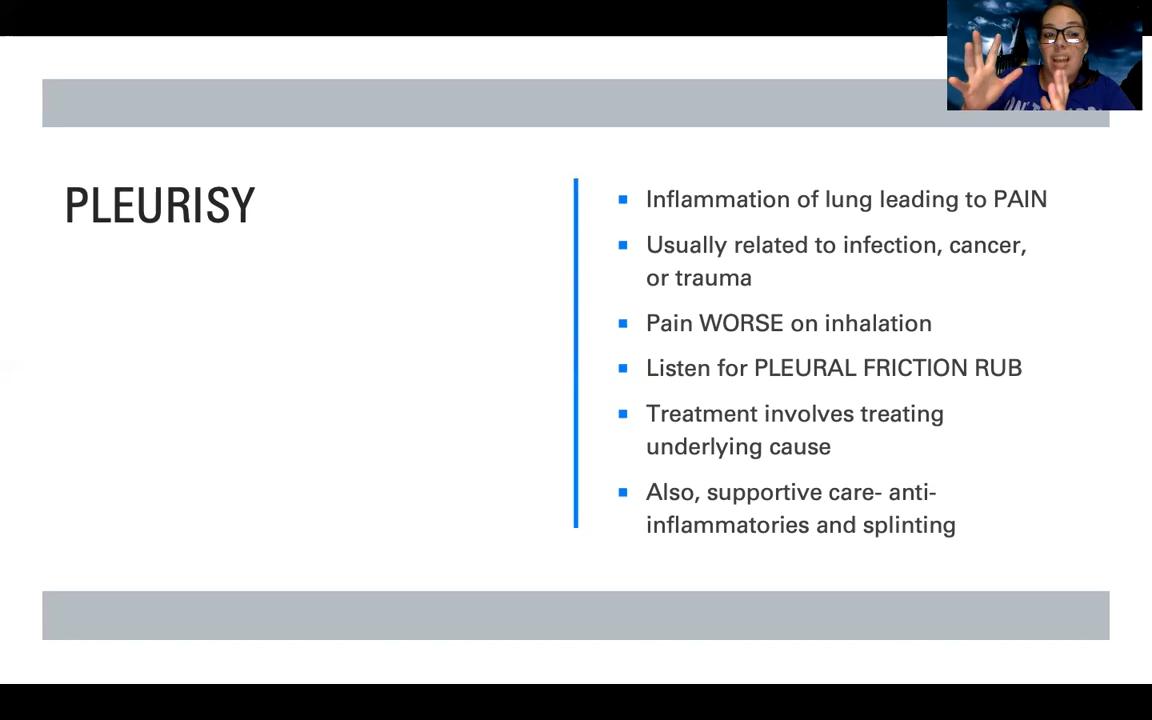 PLEURISY
Inflammation of lung leading to PAIN
Usually related to infection, cancer,
or trauma
Pain WORSE on inhalation
Listen for PLEURAL FRICTION RUB
Treatment involves treating
underlying cause
Also, supportive care- anti-
inflammatories and splinting